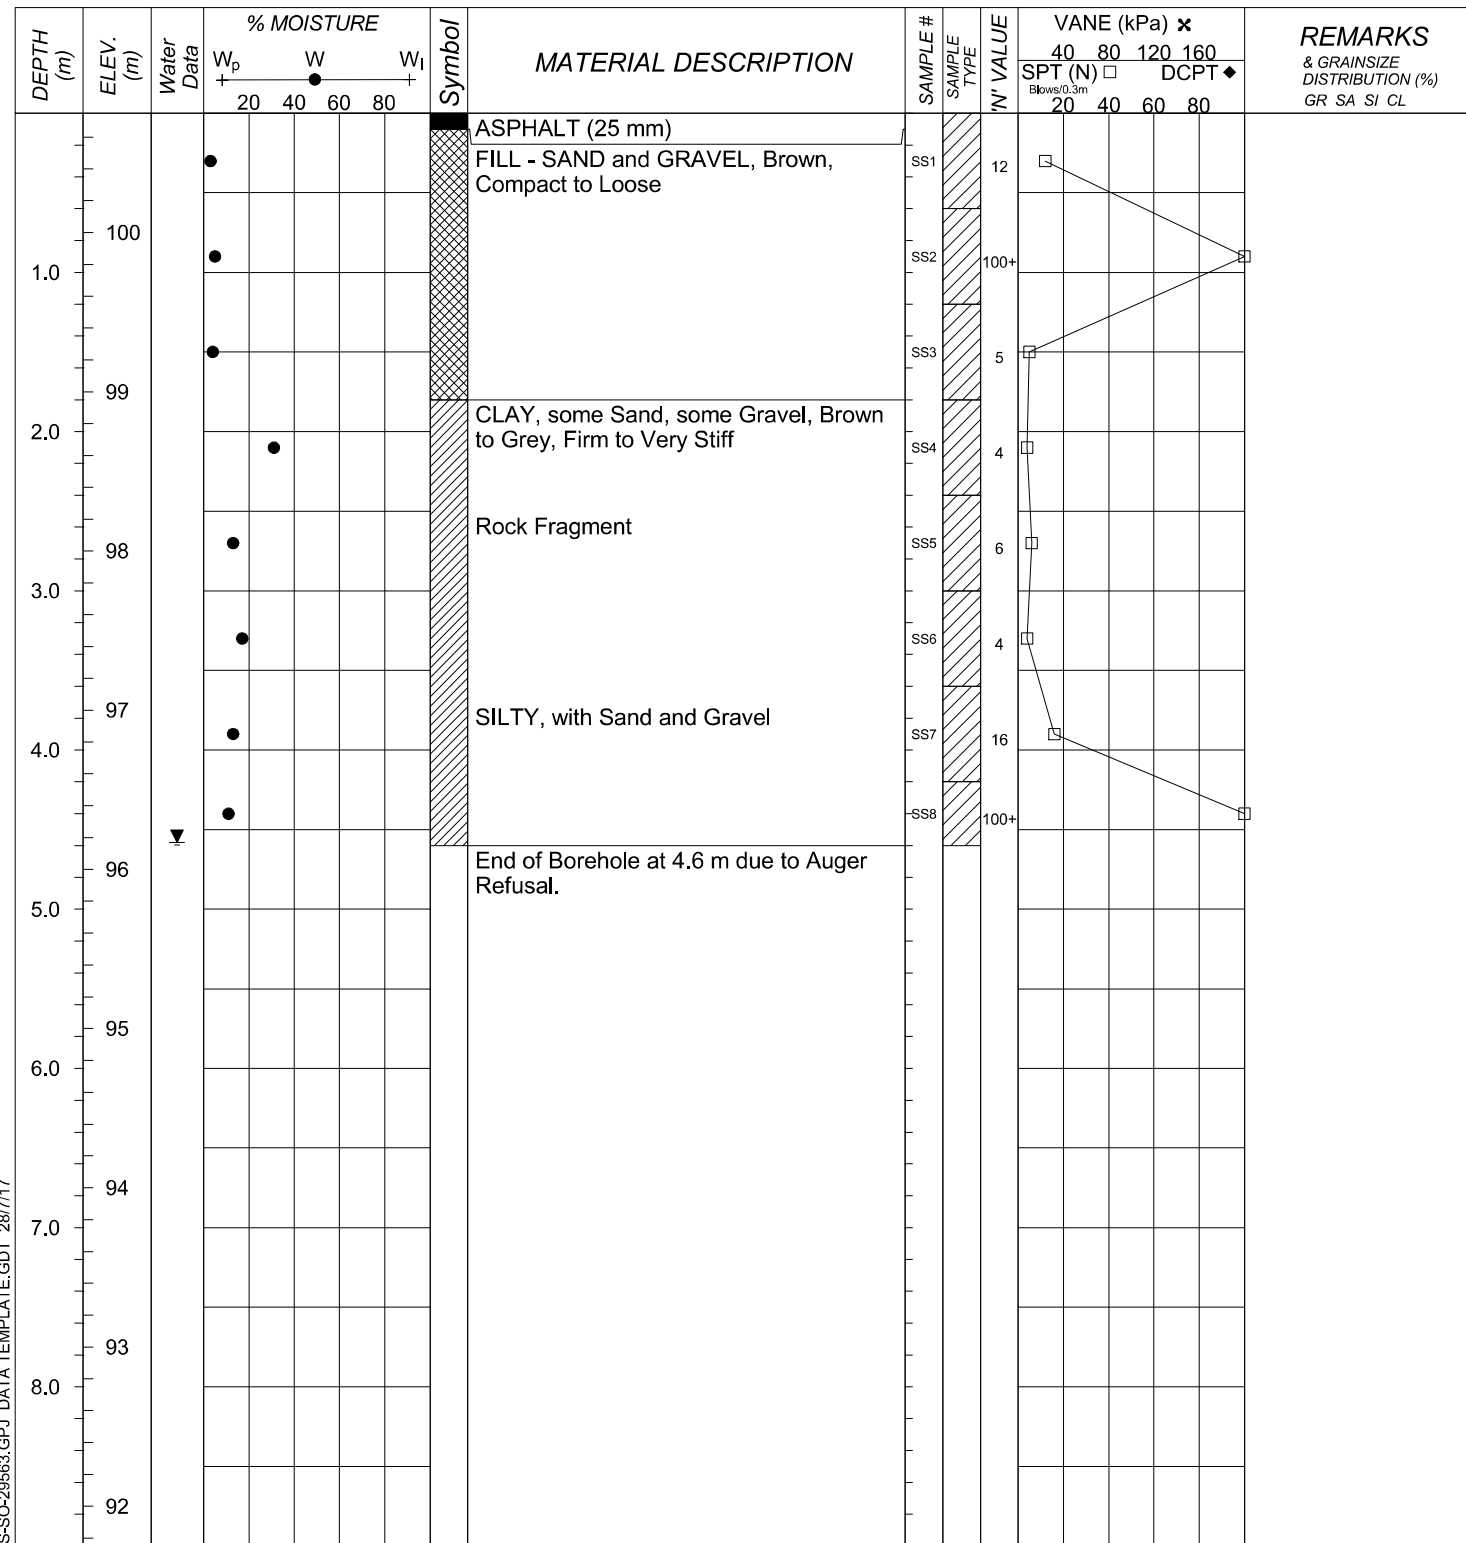 DEPTH (m)
ELEV. (m)
Water Data
% MOISTURE
Wp W Wl
20 40 60 80
Symbol
MATERIAL DESCRIPTION
SAMPLE #
SAMPLE TYPE
'N' VALUE
VANE (kPa) ✖
40 80 120 160
SPT (N) □ DCPT ◆
Blows/0.3m
20 40 60 80
REMARKS
& GRAINSIZE
DISTRIBUTION (%)
GR SA SI CL
ASPHALT (25 mm)
FILL - SAND and GRAVEL, Brown,
Compact to Loose
SS1 12
100
SS2 100+
1.0
SS3 5
99
CLAY, some Sand, some Gravel, Brown
to Grey, Firm to Very Stiff
2.0
SS4 4
Rock Fragment
98
SS5 6
3.0
SS6 4
97
SILTY, with Sand and Gravel
SS7 16
4.0
SS8 100+
End of Borehole at 4.6 m due to Auger
Refusal.
96
5.0
95
6.0
94
7.0
93
8.0
92
S-SO-29563.GPJ DATA TEMPLATE.GDT 28/7/17